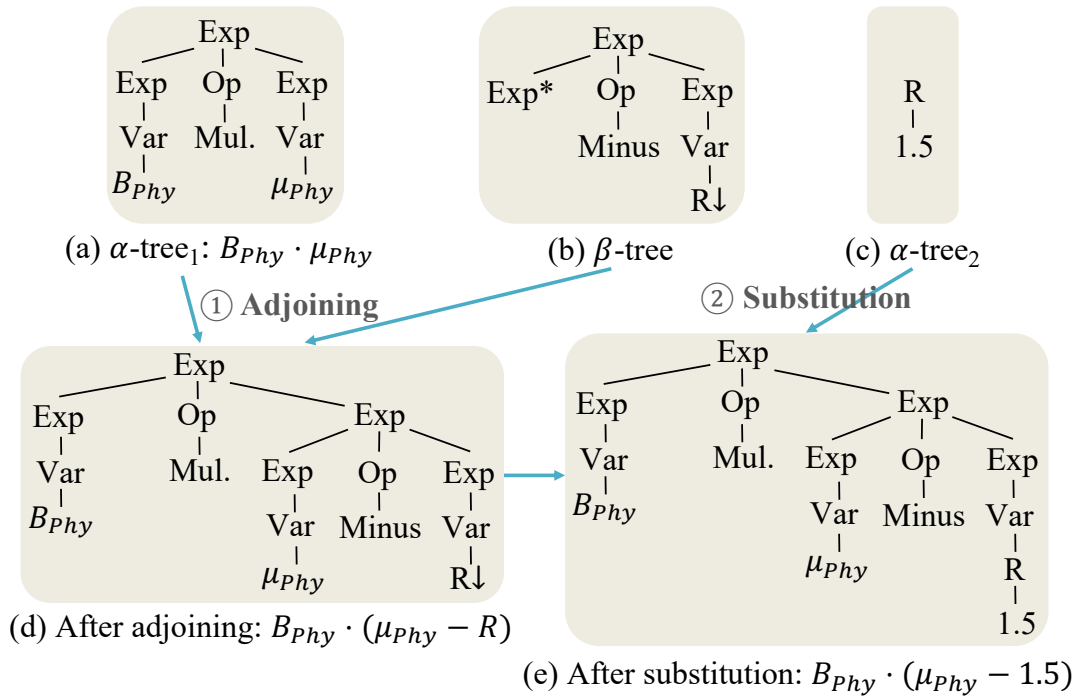 Exp
Exp Op Exp
Var Mul. Var
B_Phy μ_Phy
(a) α-tree₁: B_Phy · μ_Phy
Exp
Exp* Op Exp
Minus Var
R↓
(b) β-tree
R
1.5
(c) α-tree₂
① Adjoining
② Substitution
Exp
Exp Op Exp
Var Mul. Exp Op Exp
B_Phy Var Minus Var
μ_Phy R↓
(d) After adjoining: B_Phy · (μ_Phy − R)
Exp
Exp Op Exp
Var Mul. Exp Op Exp
B_Phy Var Minus Var
μ_Phy R
1.5
(e) After substitution: B_Phy · (μ_Phy − 1.5)